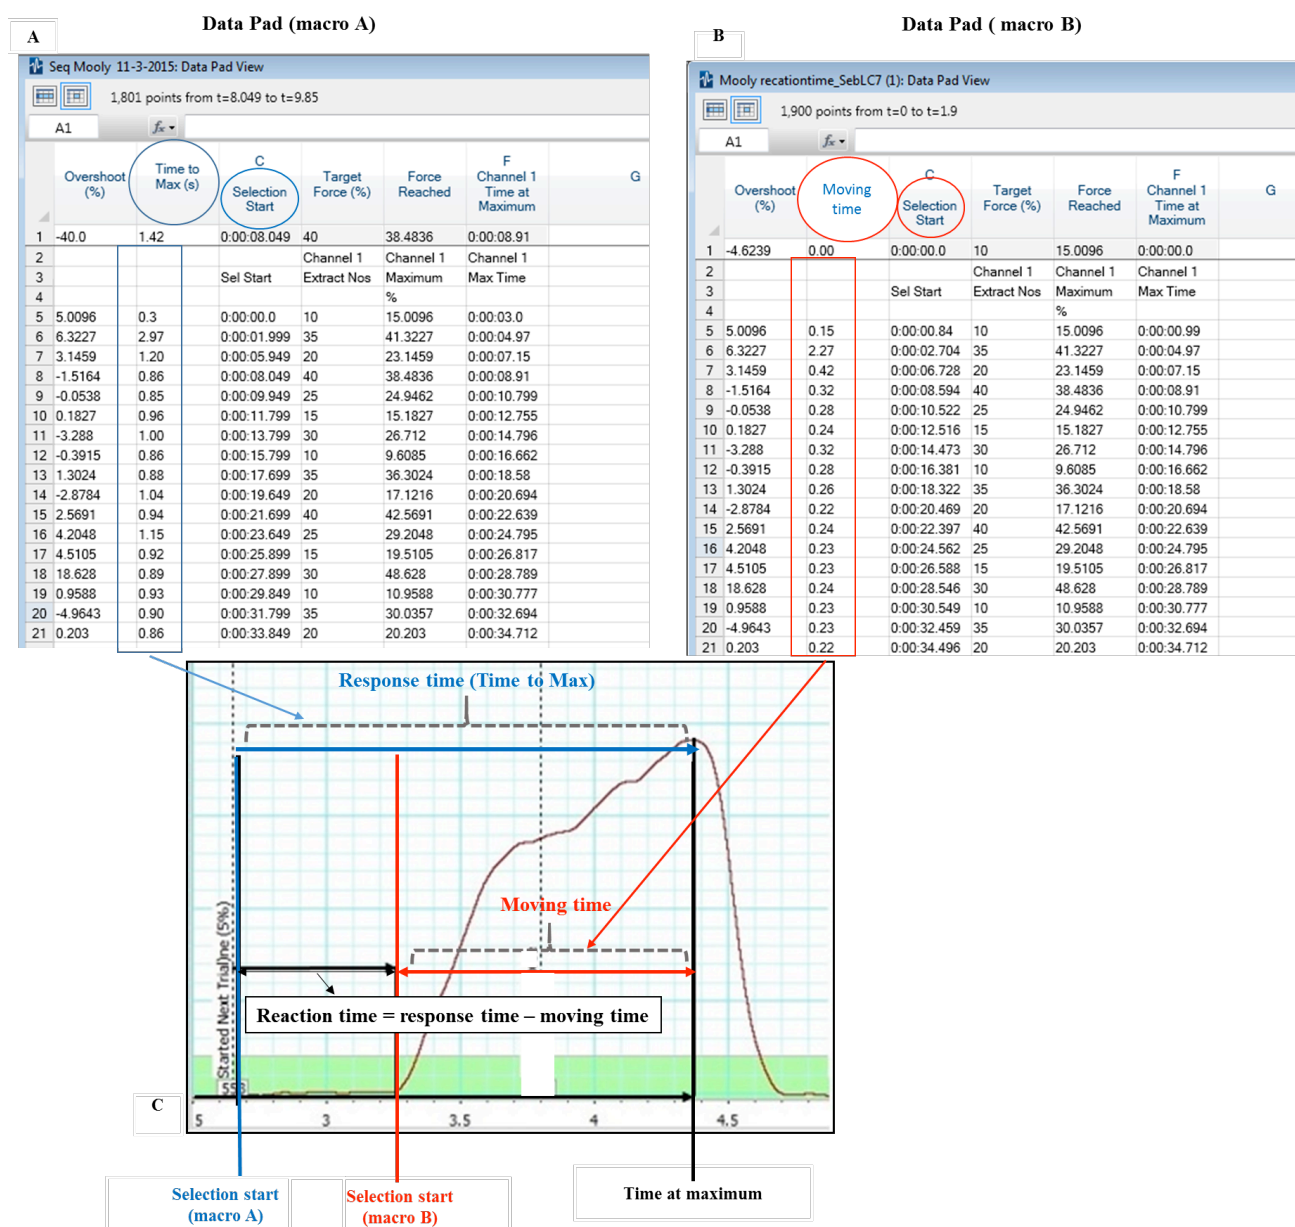 Data Pad (macro A)
A
Seq Mooly 11-3-2015: Data Pad View
1,801 points from t=8.049 to t=9.85
A1 fx
Overshoot (%) Time to Max (s) C Selection Start Target Force (%) Force Reached F Channel 1 Time at Maximum G
1 -40.0 1.42 0:00:08.049 40 38.4836 0:00:08.91
2 Channel 1 Channel 1 Channel 1
3 Sel Start Extract Nos Maximum Max Time
4 %
5 5.0096 0.3 0:00:00.0 10 15.0096 0:00:03.0
6 6.3227 2.97 0:00:01.999 35 41.3227 0:00:04.97
7 3.1459 1.20 0:00:05.949 20 23.1459 0:00:07.15
8 -1.5164 0.86 0:00:08.049 40 38.4836 0:00:08.91
9 -0.0538 0.85 0:00:09.949 25 24.9462 0:00:10.799
10 0.1827 0.96 0:00:11.799 15 15.1827 0:00:12.755
11 -3.288 1.00 0:00:13.799 30 26.712 0:00:14.796
12 -0.3915 0.86 0:00:15.799 10 9.6085 0:00:16.662
13 1.3024 0.88 0:00:17.699 35 36.3024 0:00:18.58
14 -2.8784 1.04 0:00:19.649 20 17.1216 0:00:20.694
15 2.5691 0.94 0:00:21.699 40 42.5691 0:00:22.639
16 4.2048 1.15 0:00:23.649 25 29.2048 0:00:24.795
17 4.5105 0.92 0:00:25.899 15 19.5105 0:00:26.817
18 18.628 0.89 0:00:27.899 30 48.628 0:00:28.789
19 0.9588 0.93 0:00:29.849 10 10.9588 0:00:30.777
20 -4.9643 0.90 0:00:31.799 35 30.0357 0:00:32.694
21 0.203 0.86 0:00:33.849 20 20.203 0:00:34.712
Data Pad ( macro B)
B
Mooly recationtime_SebLC7 (1): Data Pad View
1,900 points from t=0 to t=1.9
A1 fx
Overshoot (%) Moving time C Selection Start Target Force (%) Force Reached F Channel 1 Time at Maximum G
1 -4.6239 0.00 0:00:00.0 10 15.0096 0:00:00.0
2 Channel 1 Channel 1 Channel 1
3 Sel Start Extract Nos Maximum Max Time
4 %
5 5.0096 0.15 0:00:00.84 10 15.0096 0:00:00.99
6 6.3227 2.27 0:00:02.704 35 41.3227 0:00:04.97
7 3.1459 0.42 0:00:06.728 20 23.1459 0:00:07.15
8 -1.5164 0.32 0:00:08.594 40 38.4836 0:00:08.91
9 -0.0538 0.28 0:00:10.522 25 24.9462 0:00:10.799
10 0.1827 0.24 0:00:12.516 15 15.1827 0:00:12.755
11 -3.288 0.32 0:00:14.473 30 26.712 0:00:14.796
12 -0.3915 0.28 0:00:16.381 10 9.6085 0:00:16.662
13 1.3024 0.26 0:00:18.322 35 36.3024 0:00:18.58
14 -2.8784 0.22 0:00:20.469 20 17.1216 0:00:20.694
15 2.5691 0.24 0:00:22.397 40 42.5691 0:00:22.639
16 4.2048 0.23 0:00:24.562 25 29.2048 0:00:24.795
17 4.5105 0.23 0:00:26.588 15 19.5105 0:00:26.817
18 18.628 0.24 0:00:28.546 30 48.628 0:00:28.789
19 0.9588 0.23 0:00:30.549 10 10.9588 0:00:30.777
20 -4.9643 0.23 0:00:32.459 35 30.0357 0:00:32.694
21 0.203 0.22 0:00:34.496 20 20.203 0:00:34.712
Response time (Time to Max)
Moving time
Started Next Trial
ne (5%)
Reaction time = response time – moving time
C
5 3 3.5 4 4.5
Selection start
(macro A)
Selection start
(macro B)
Time at maximum